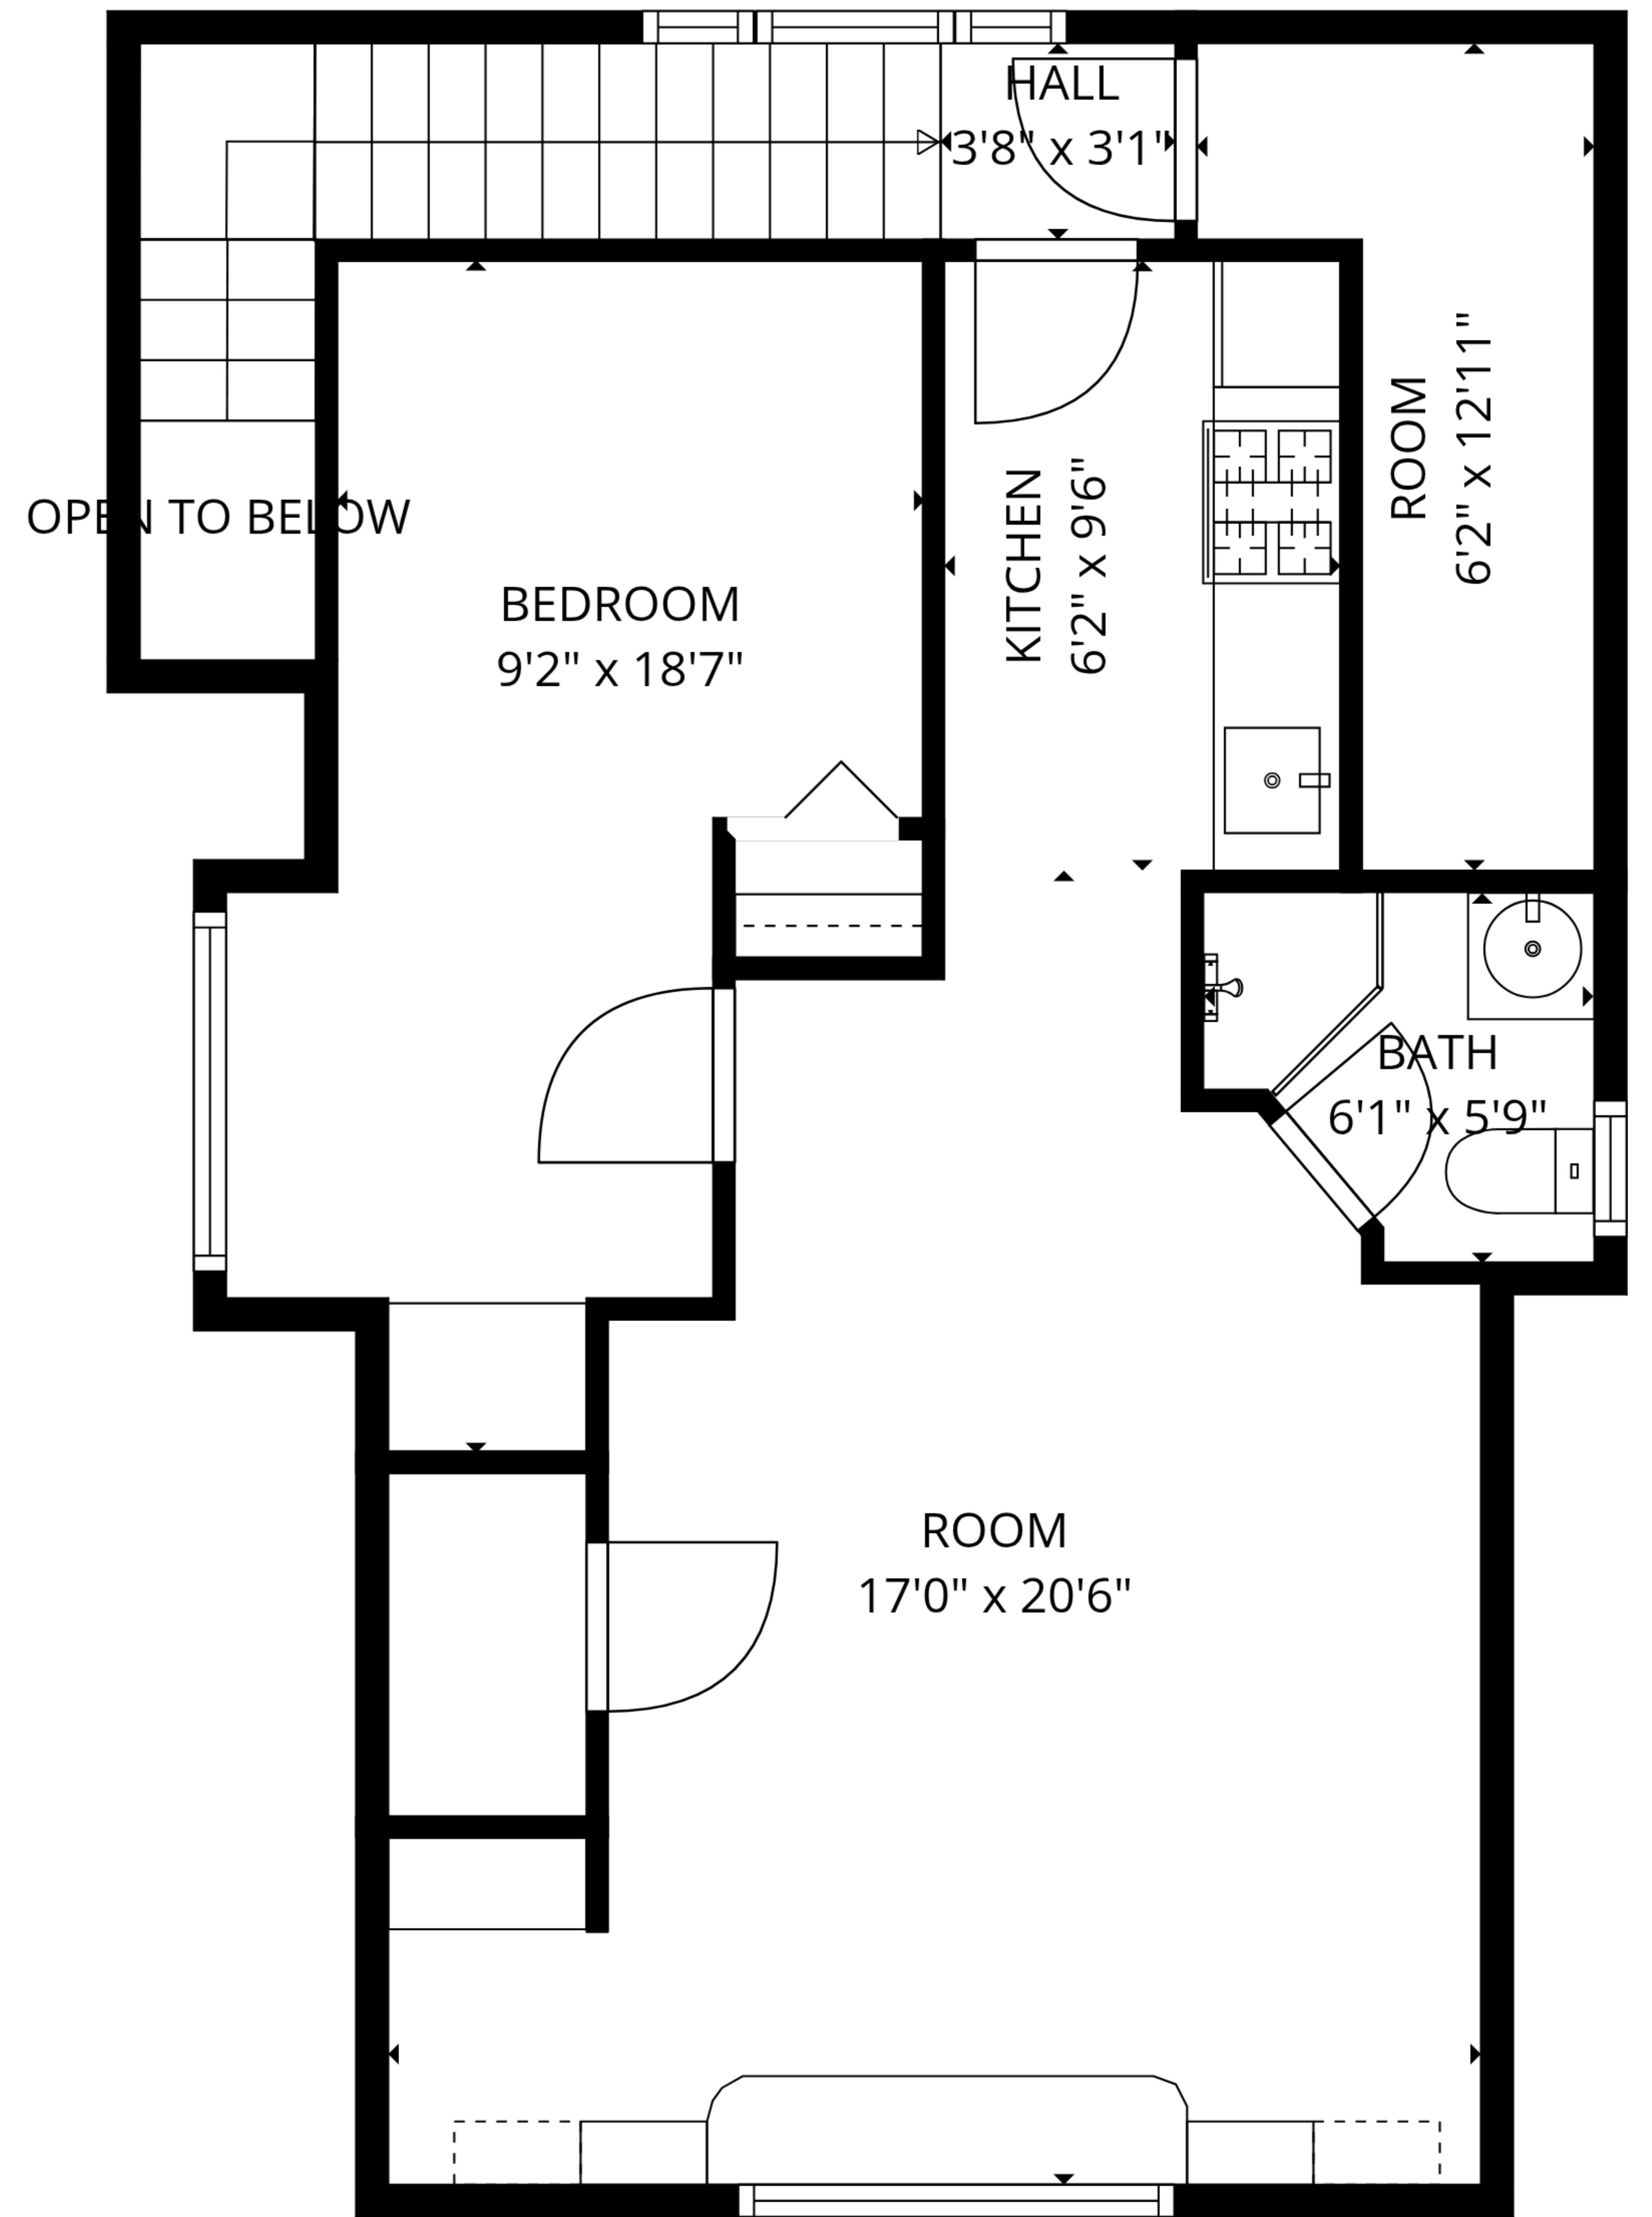 HALL
3'8" x 3'1"
ROOM
6'2" x 12'11"
KITCHEN
6'2" x 9'6"
OPEN TO BELOW
BEDROOM
9'2" x 18'7"
BATH
6'1" x 5'9"
ROOM
17'0" x 20'6"